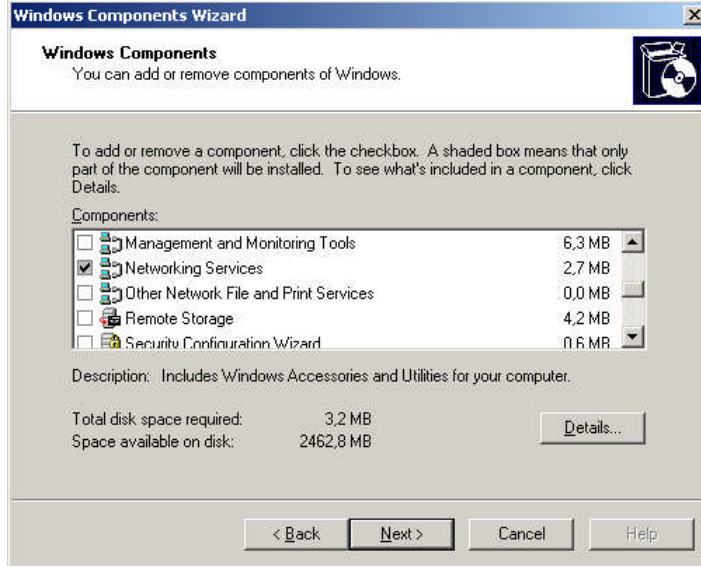 Windows Components Wizard
Windows Components
You can add or remove components of Windows.
To add or remove a component, click the checkbox. A shaded box means that only
part of the component will be installed. To see what's included in a component, click
Details.
Components:
Management and Monitoring Tools 6,3 MB
Networking Services 2,7 MB
Other Network File and Print Services 0,0 MB
Remote Storage 4,2 MB
Security Configuration Wizard 0,6 MB
Description: Includes Windows Accessories and Utilities for your computer.
Total disk space required: 3,2 MB
Space available on disk: 2462,8 MB
Details...
< Back Next > Cancel Help